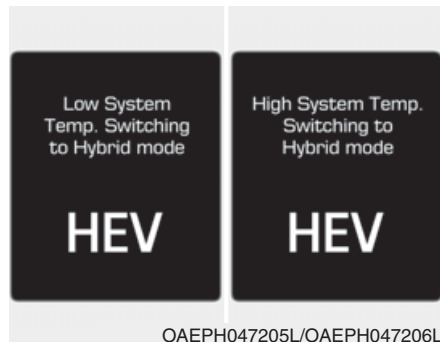 Low System
Temp. Switching
to Hybrid mode
HEV
High System Temp.
Switching to
Hybrid mode
HEV
OAEPH047205L/OAEPH047206L